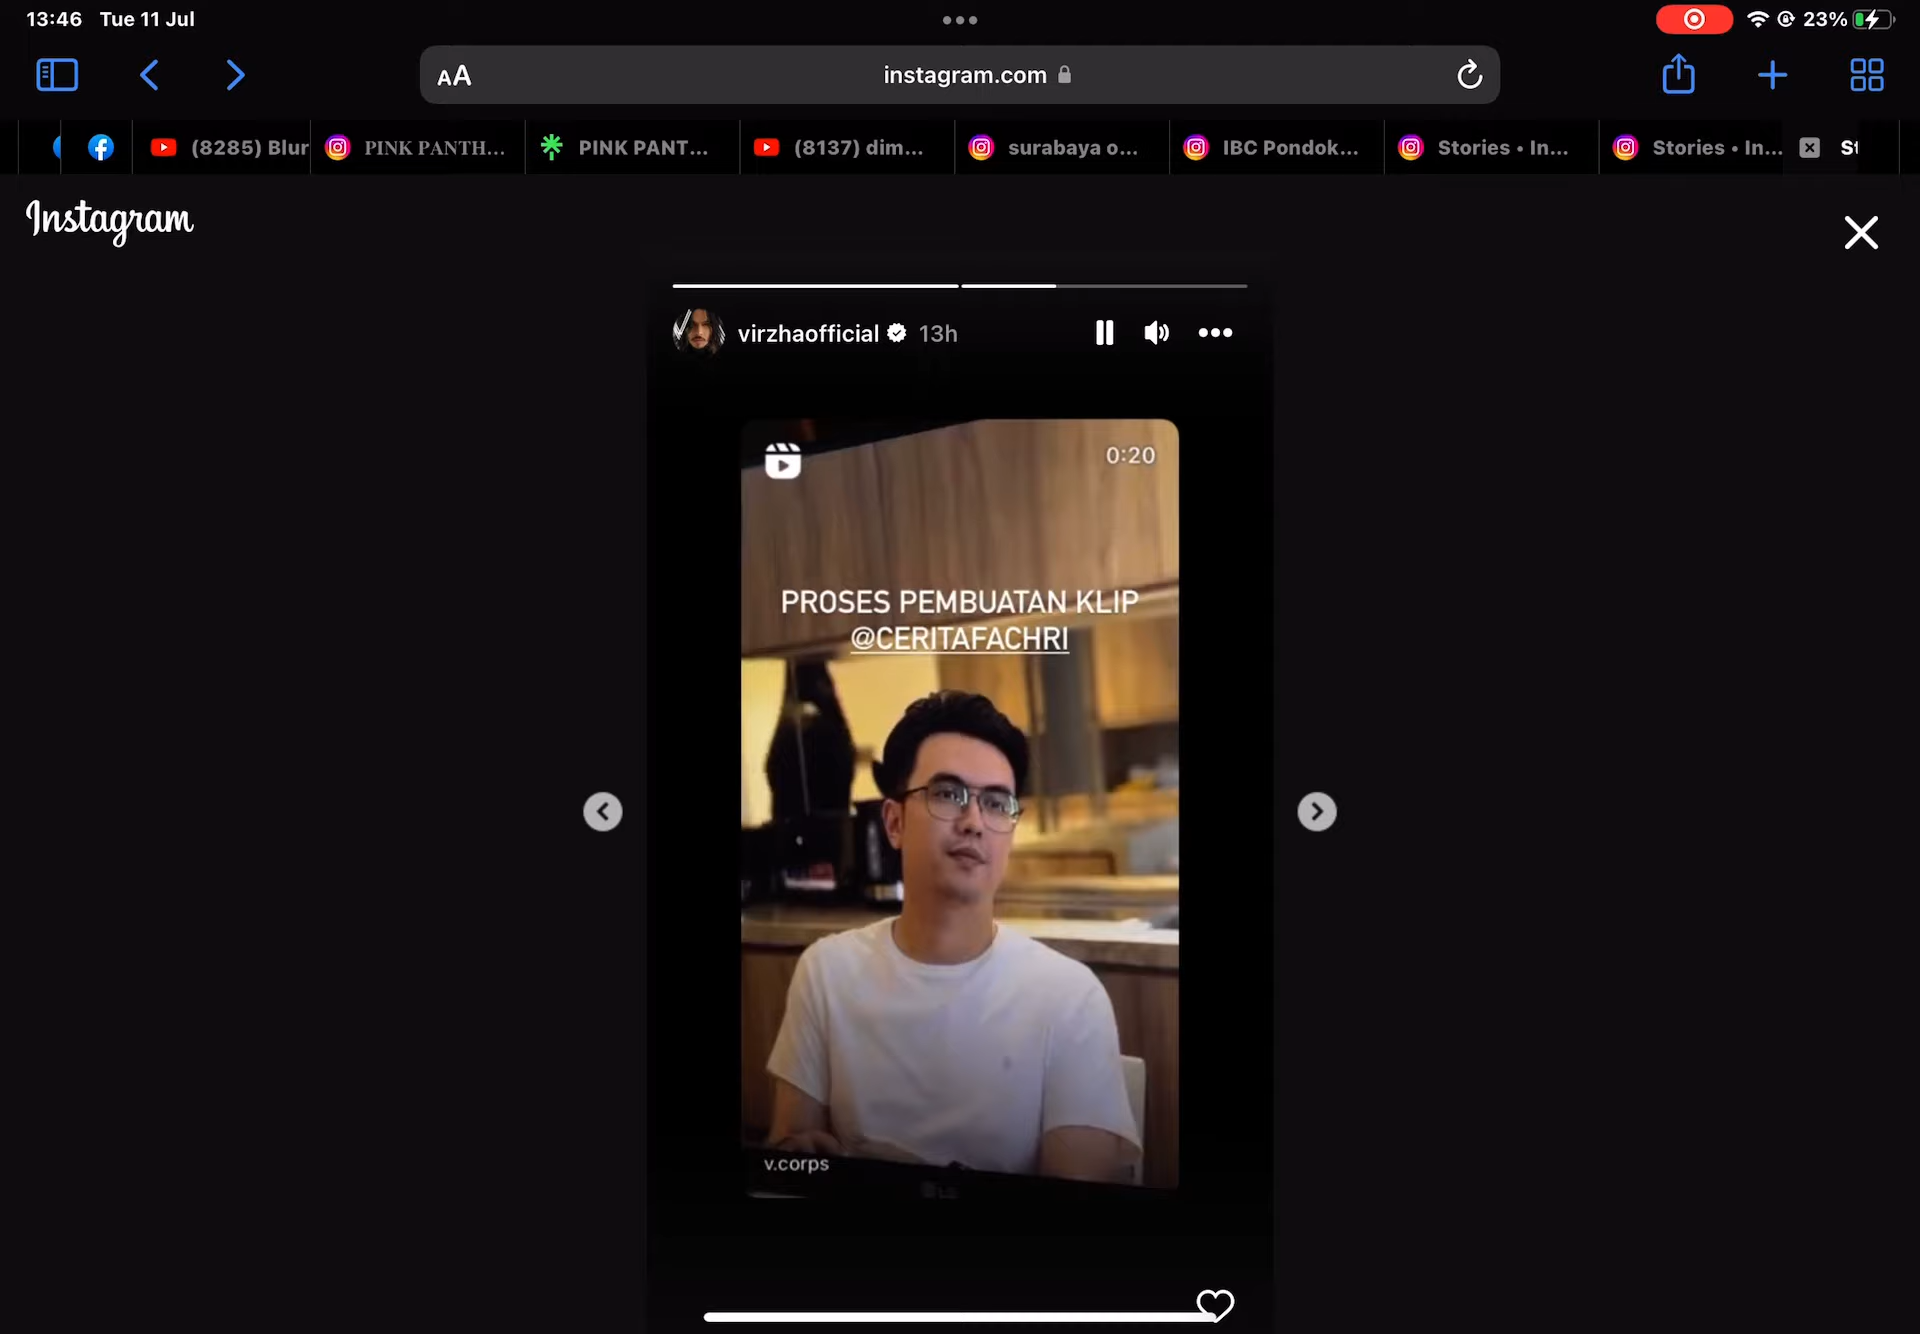 13:46 Tue 11 Jul
23%
AA
instagram.com
(8285) Blur
PINK PANTH...
PINK PANT...
(8137) dim...
surabaya o...
IBC Pondok...
Stories • In...
Stories • In...
St
Instagram
virzhaofficial 13h
0:20
PROSES PEMBUATAN KLIP
@CERITAFACHRI
v.corps